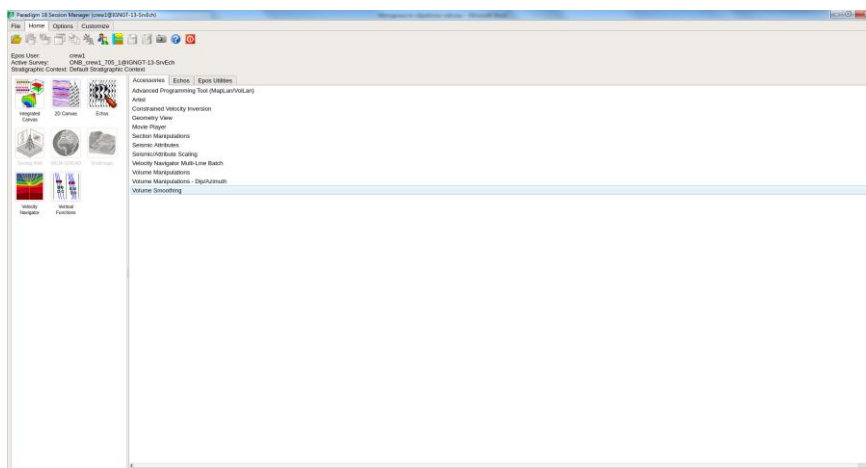 Paradigm 18 Session Manager (crew1@IGNGT-13-SrvEch)
File Home Options Customize
Epos User: crew1
Active Survey: ONB_crew1_705_1@IGNGT-13-SrvEch
Stratigraphic Context: Default Stratigraphic Context
Accessories Echos Epos Utilities
Advanced Programming Tool (MapLan/VolLan)
Artist
Constrained Velocity Inversion
Geometry View
Movie Player
Section Manipulations
Seismic Attributes
Seismic/Attribute Scaling
Velocity Navigator Multi-Line Batch
Volume Manipulations
Volume Manipulations - Dip/Azimuth
Volume Smoothing
Integrated Canvas
2D Canvas
Echos
Velocity Navigator
Vertical Functions